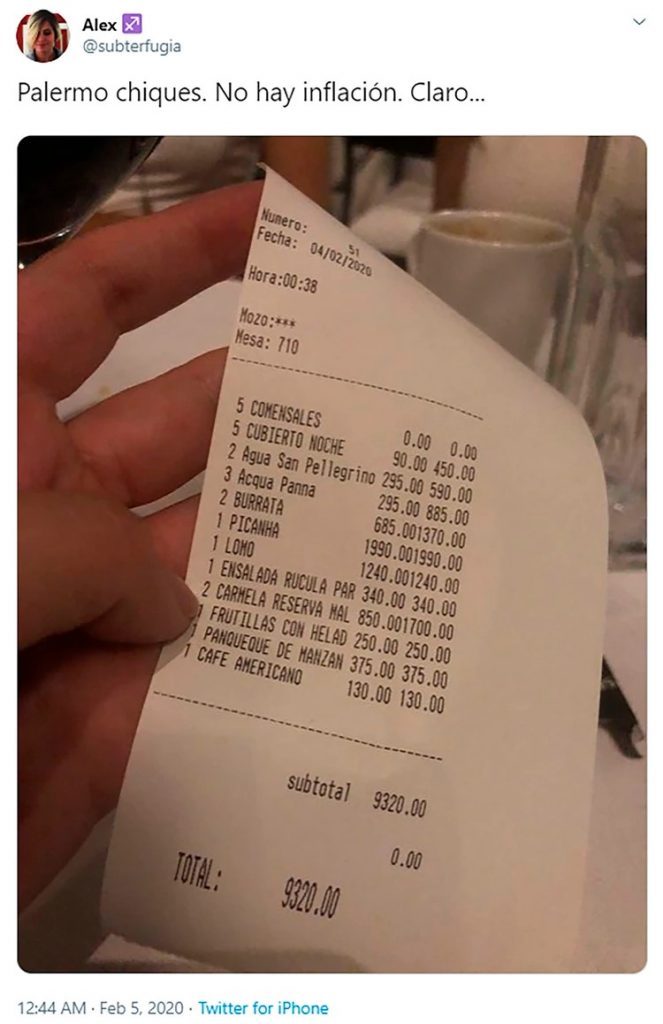 Alex ♐
@subterfugia
Palermo chiques. No hay inflación. Claro...
Numero: 51
Fecha: 04/02/2020
Hora:00:38
Mozo:***
Mesa: 710
5 COMENSALES 0.00 0.00
5 CUBIERTO NOCHE 90.00 450.00
2 Agua San Pellegrino 295.00 590.00
3 Acqua Panna 295.00 885.00
2 BURRATA 685.001370.00
1 PICANHA 1990.001990.00
1 LOMO 1240.001240.00
1 ENSALADA RUCULA PAR 340.00 340.00
2 CARMELA RESERVA MAL 850.001700.00
1 FRUTILLAS CON HELAD 250.00 250.00
1 PANQUEQUE DE MANZAN 375.00 375.00
1 CAFE AMERICANO 130.00 130.00
subtotal 9320.00
0.00
TOTAL: 9320.00
12:44 AM · Feb 5, 2020 · Twitter for iPhone